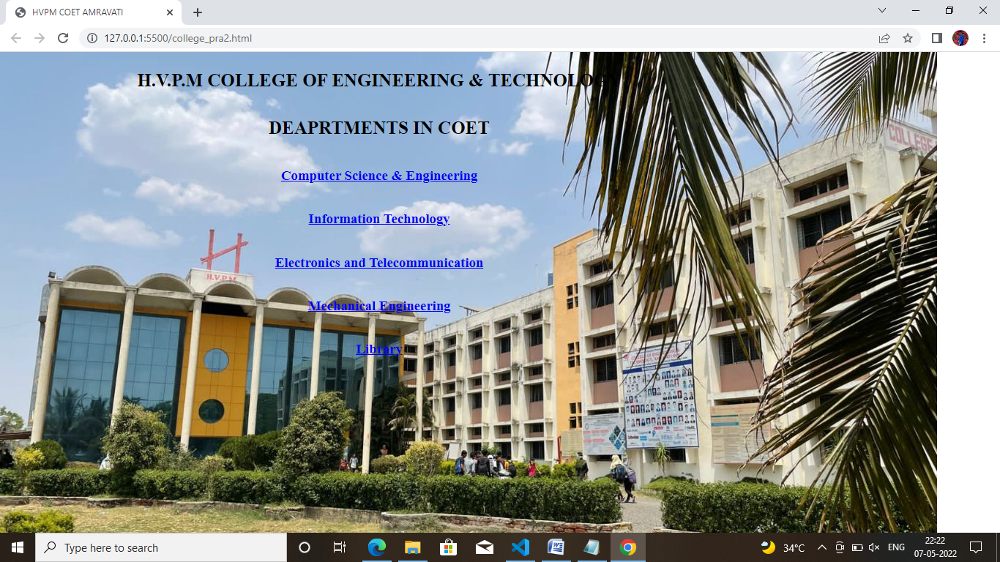 HVPM COET AMRAVATI
127.0.0.1:5500/college_pra2.html
H.V.P.M COLLEGE OF ENGINEERING & TECHNOLOGY
DEAPRTMENTS IN COET
COLLEGE
Computer Science & Engineering
Information Technology
Electronics and Telecommunication
H.V.P.M
Mechanical Engineering
Library
Type here to search
34°C
ENG
22:22
07-05-2022